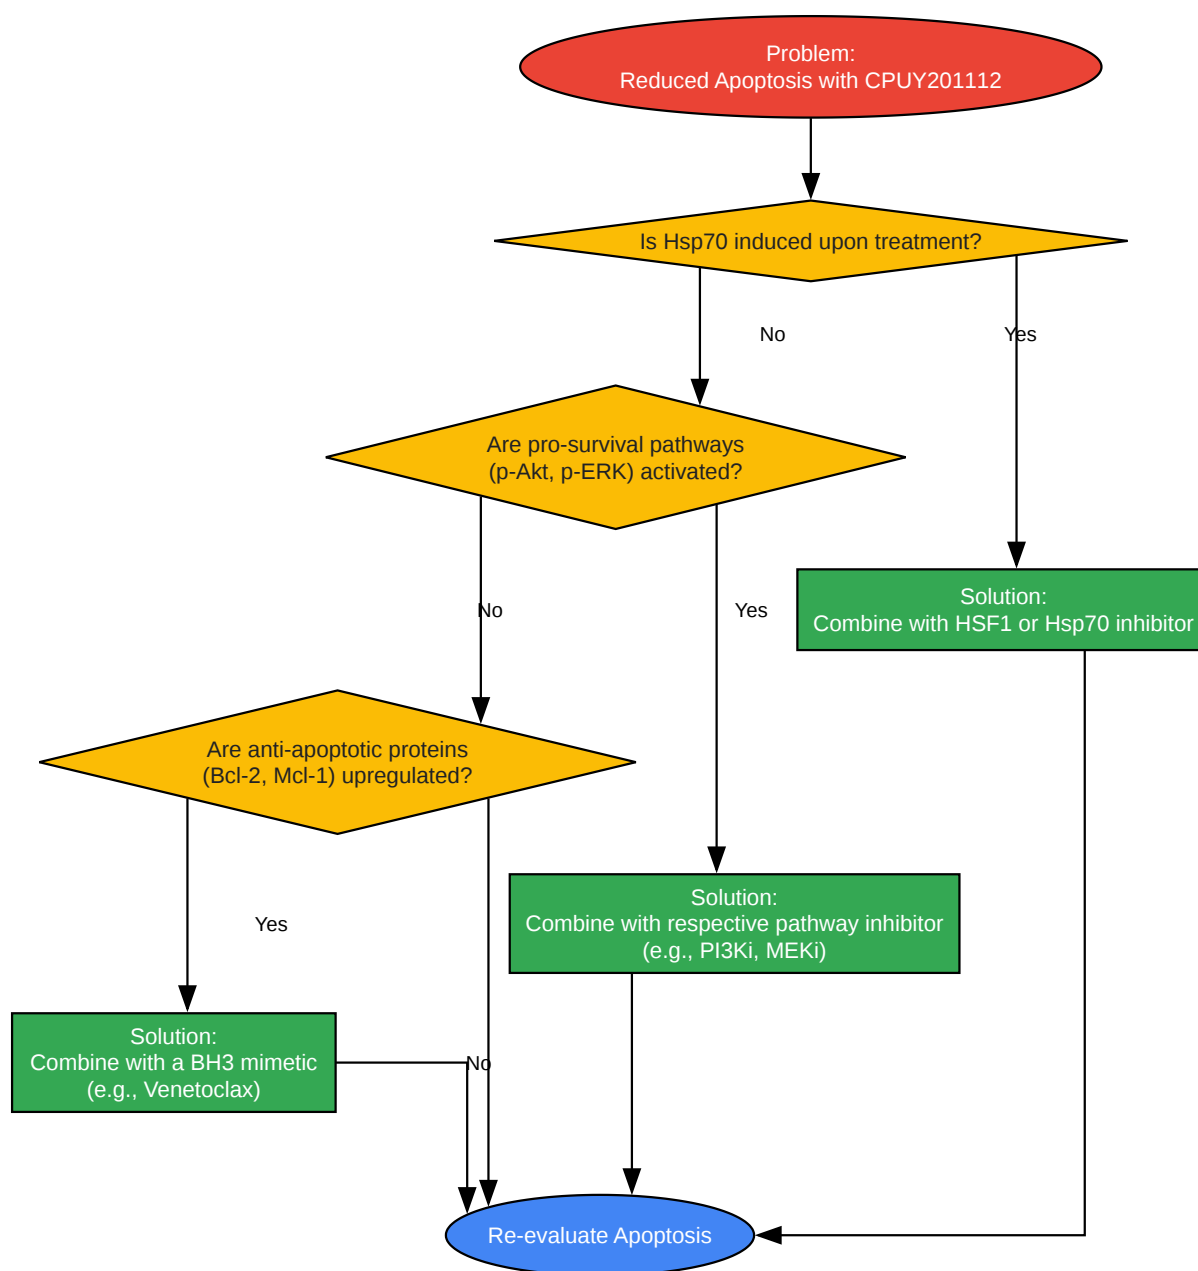 Problem:
Reduced Apoptosis with CPUY201112
Is Hsp70 induced upon treatment?
No
Yes
Are pro-survival pathways
(p-Akt, p-ERK) activated?
No
Yes
Solution:
Combine with HSF1 or Hsp70 inhibitor
Are anti-apoptotic proteins
(Bcl-2, Mcl-1) upregulated?
Yes
Solution:
Combine with respective pathway inhibitor
(e.g., PI3Ki, MEKi)
Solution:
Combine with a BH3 mimetic
(e.g., Venetoclax)
No
Re-evaluate Apoptosis